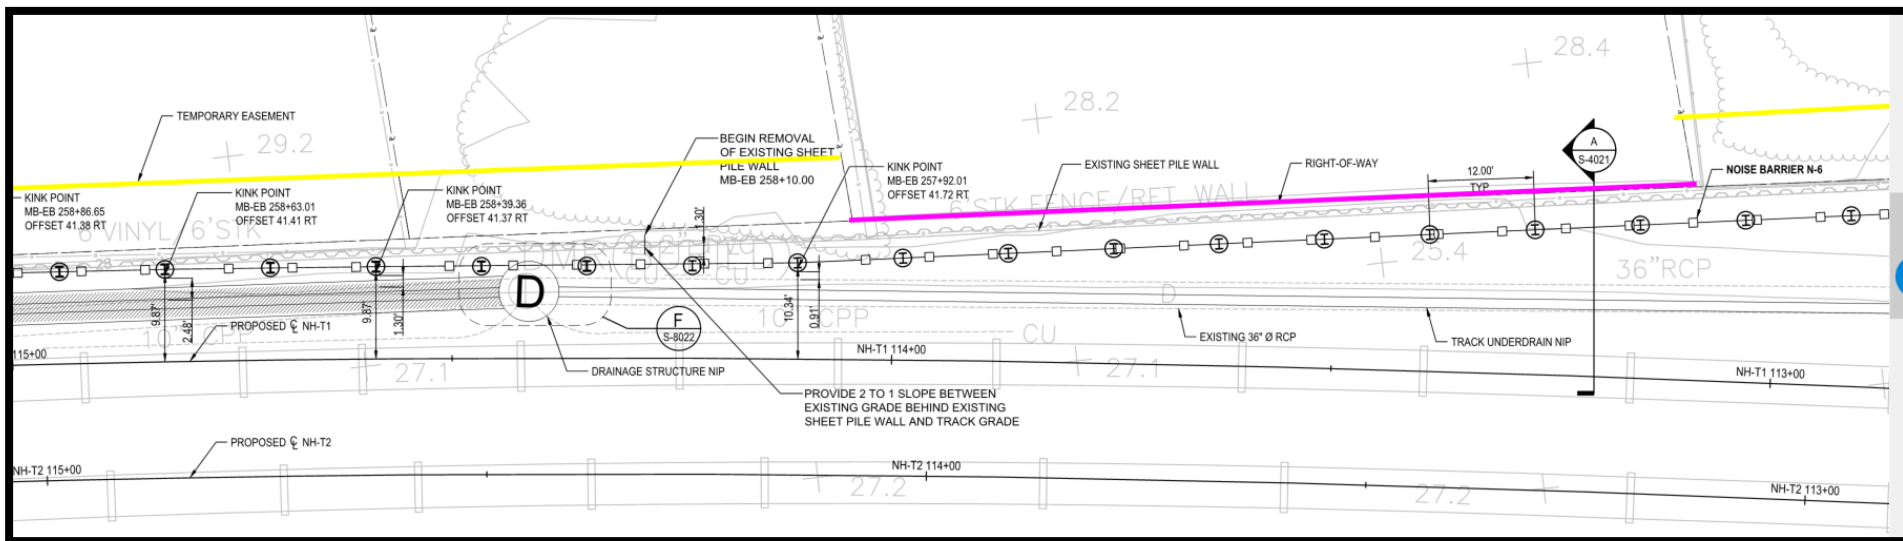 28.4
28.2
TEMPORARY EASEMENT
29.2
BEGIN REMOVAL
OF EXISTING SHEET
PILE WALL
MB-EB 258+10.00
KINK POINT
MB-EB 257+92.01
OFFSET 41.72 RT
EXISTING SHEET PILE WALL
RIGHT-OF-WAY
12.00'
TYP
A
S-4021
NOISE BARRIER N-6
KINK POINT
MB-EB 258+86.65
OFFSET 41.38 RT
KINK POINT
MB-EB 258+63.01
OFFSET 41.41 RT
KINK POINT
MB-EB 258+39.36
OFFSET 41.37 RT
6'STK FENCE/RET. WALL
6'VINYL/6'STK
1.30'
28
25.4
36"RCP
CU
CU
D
D
9.87'
2.48'
9.87'
1.30'
10.34'
0.91'
PROPOSED ℄ NH-T1
10" CPP
10" CPP
CU
F
S-8022
EXISTING 36" Ø RCP
TRACK UNDERDRAIN NIP
115+00
NH-T1 114+00
NH-T1 113+00
27.1
27.1
DRAINAGE STRUCTURE NIP
PROVIDE 2 TO 1 SLOPE BETWEEN
EXISTING GRADE BEHIND EXISTING
SHEET PILE WALL AND TRACK GRADE
PROPOSED ℄ NH-T2
NH-T2 115+00
NH-T2 114+00
NH-T2 113+00
27.2
27.2